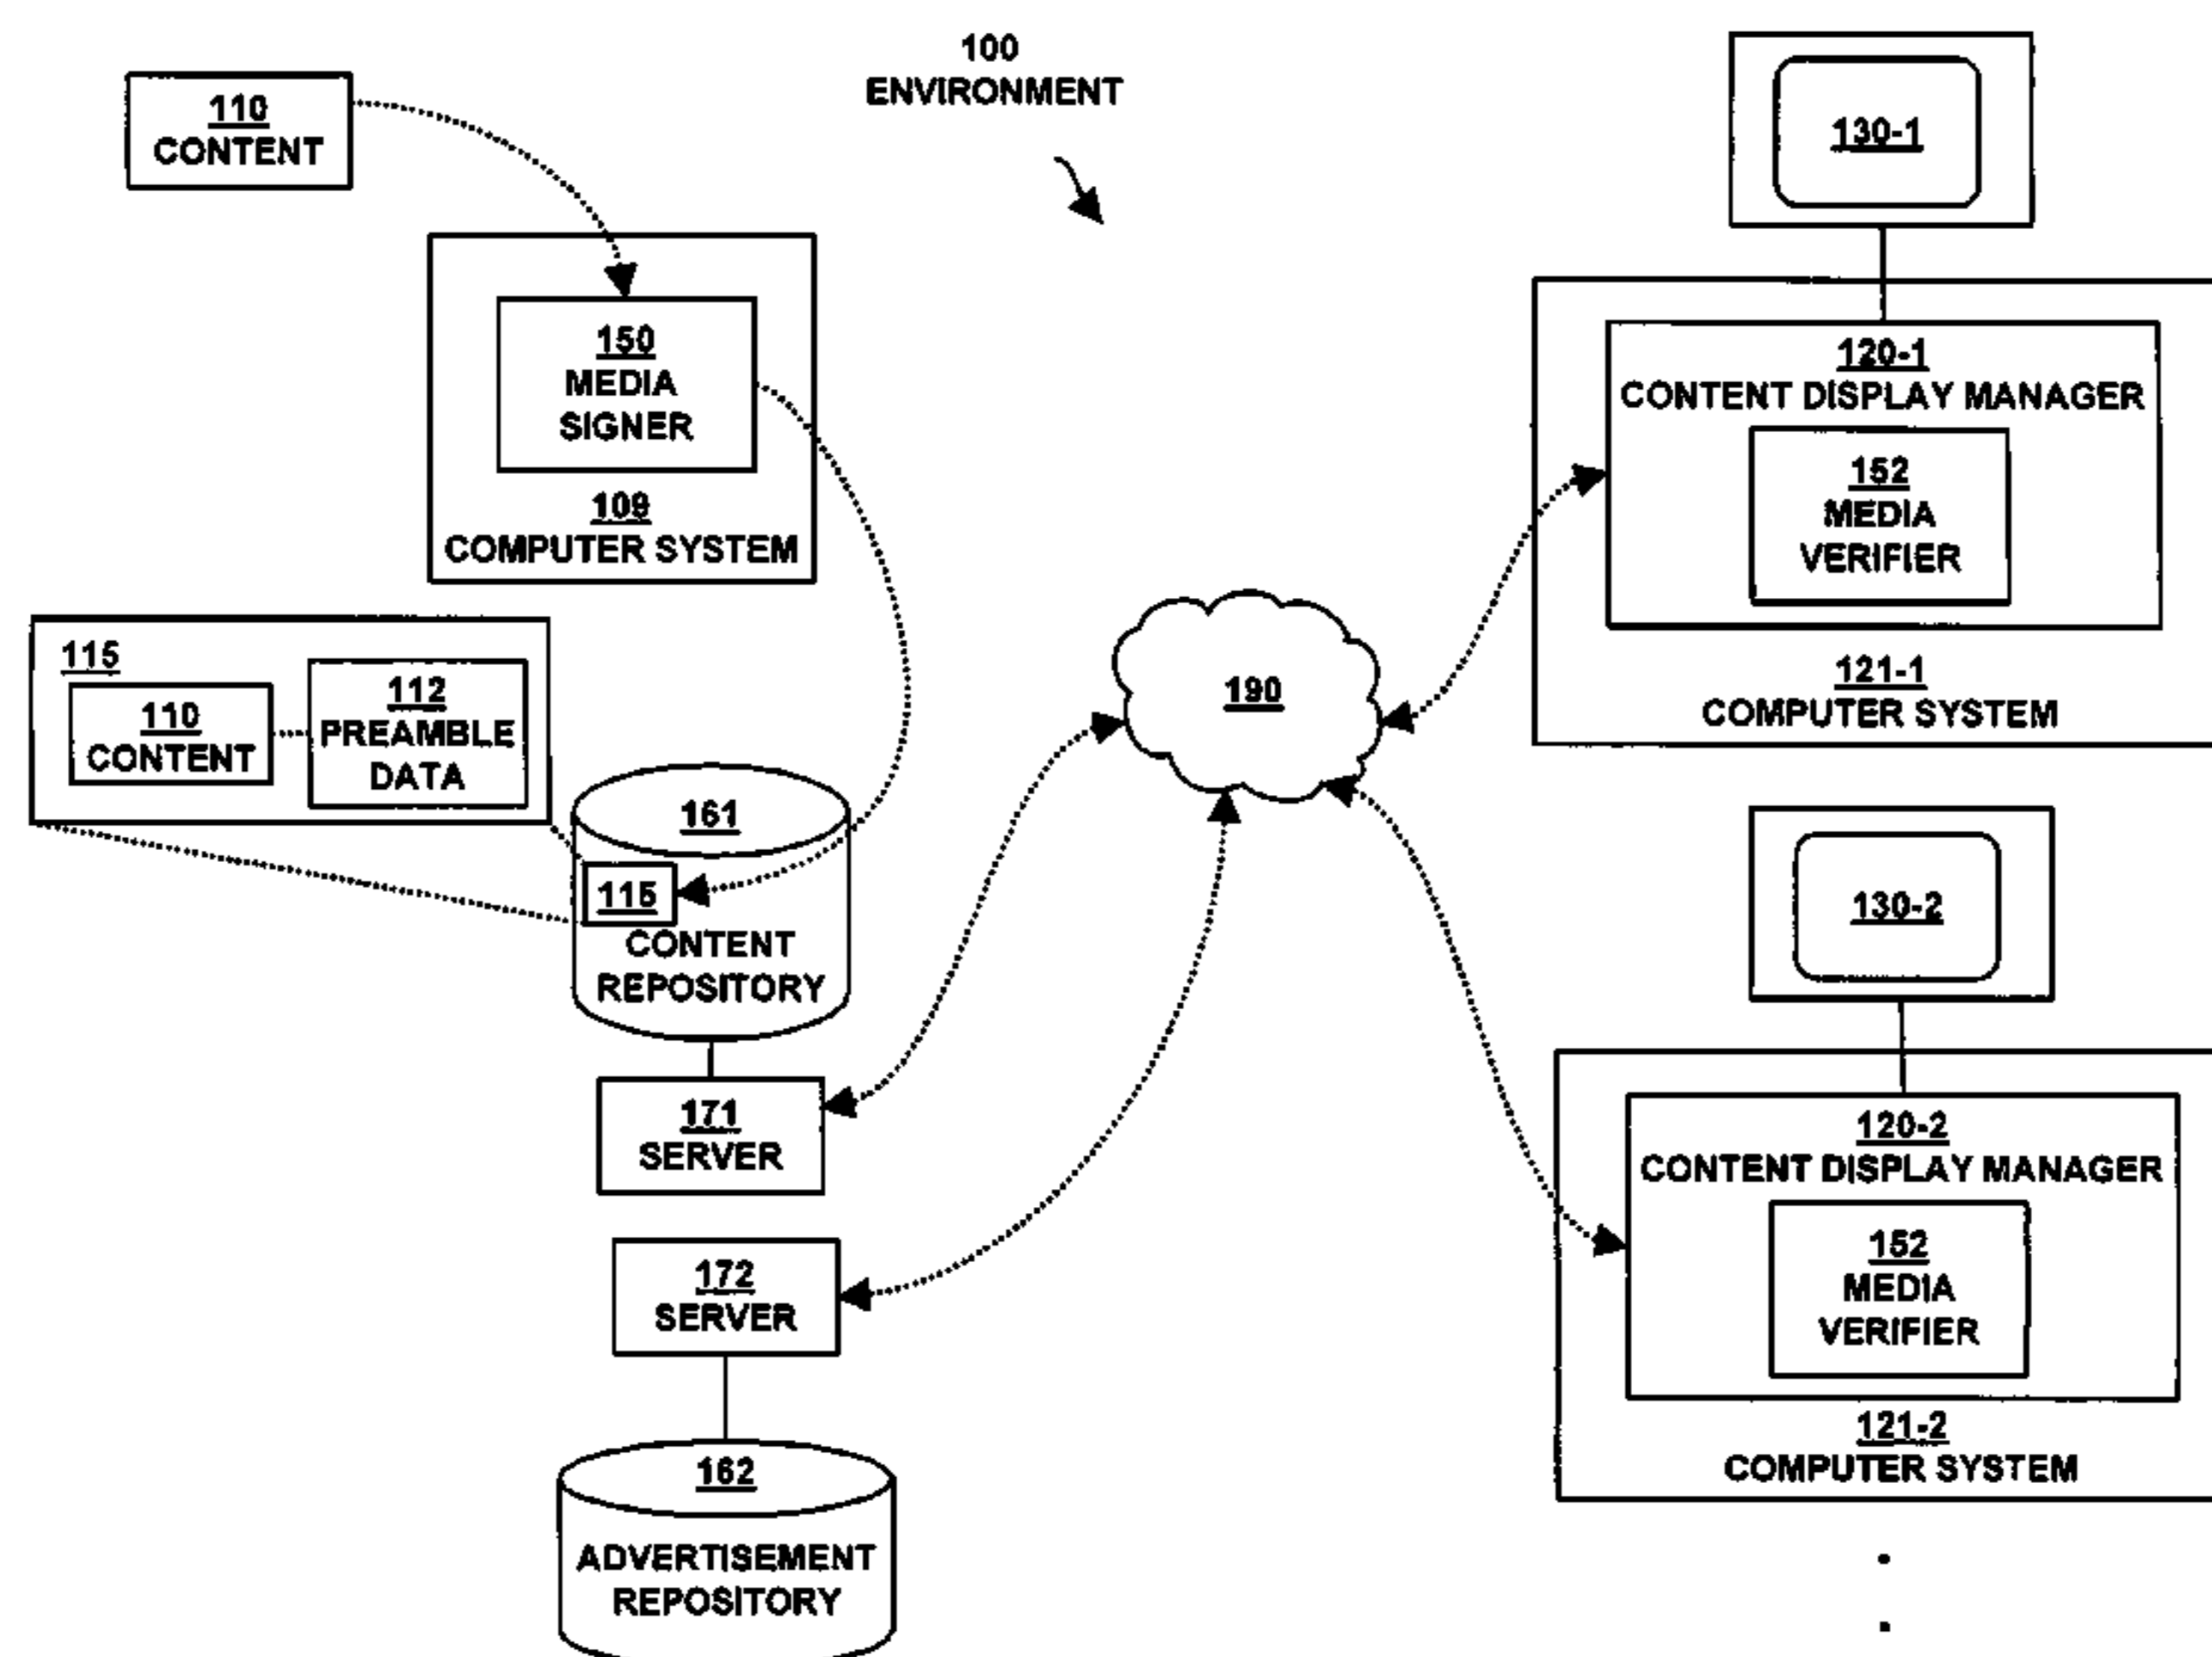 100
ENVIRONMENT
110
CONTENT
150
MEDIA
SIGNER
109
COMPUTER SYSTEM
115
110
CONTENT
112
PREAMBLE
DATA
161
115
CONTENT
REPOSITORY
171
SERVER
172
SERVER
162
ADVERTISEMENT
REPOSITORY
190
130-1
120-1
CONTENT DISPLAY MANAGER
152
MEDIA
VERIFIER
121-1
COMPUTER SYSTEM
130-2
120-2
CONTENT DISPLAY MANAGER
152
MEDIA
VERIFIER
121-2
COMPUTER SYSTEM